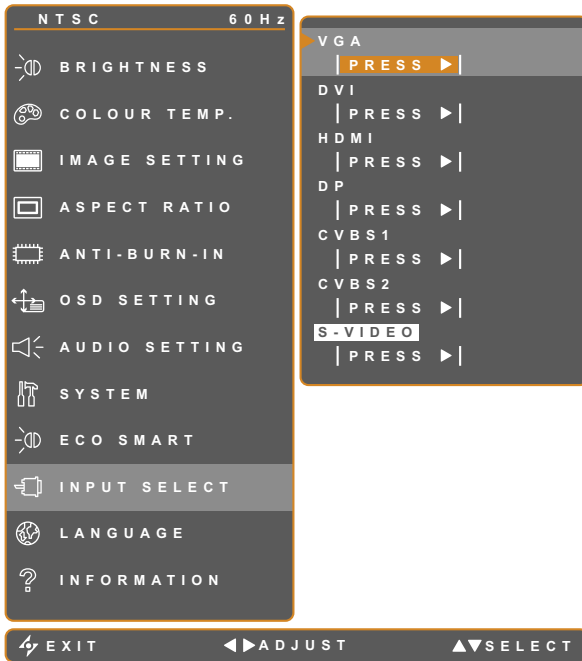 NTSC 60Hz
BRIGHTNESS
COLOUR TEMP.
IMAGE SETTING
ASPECT RATIO
ANTI-BURN-IN
OSD SETTING
AUDIO SETTING
SYSTEM
ECO SMART
INPUT SELECT
LANGUAGE
INFORMATION
VGA
PRESS
DVI
PRESS
HDMI
PRESS
DP
PRESS
CVBS1
PRESS
CVBS2
PRESS
S-VIDEO
PRESS
EXIT ADJUST SELECT